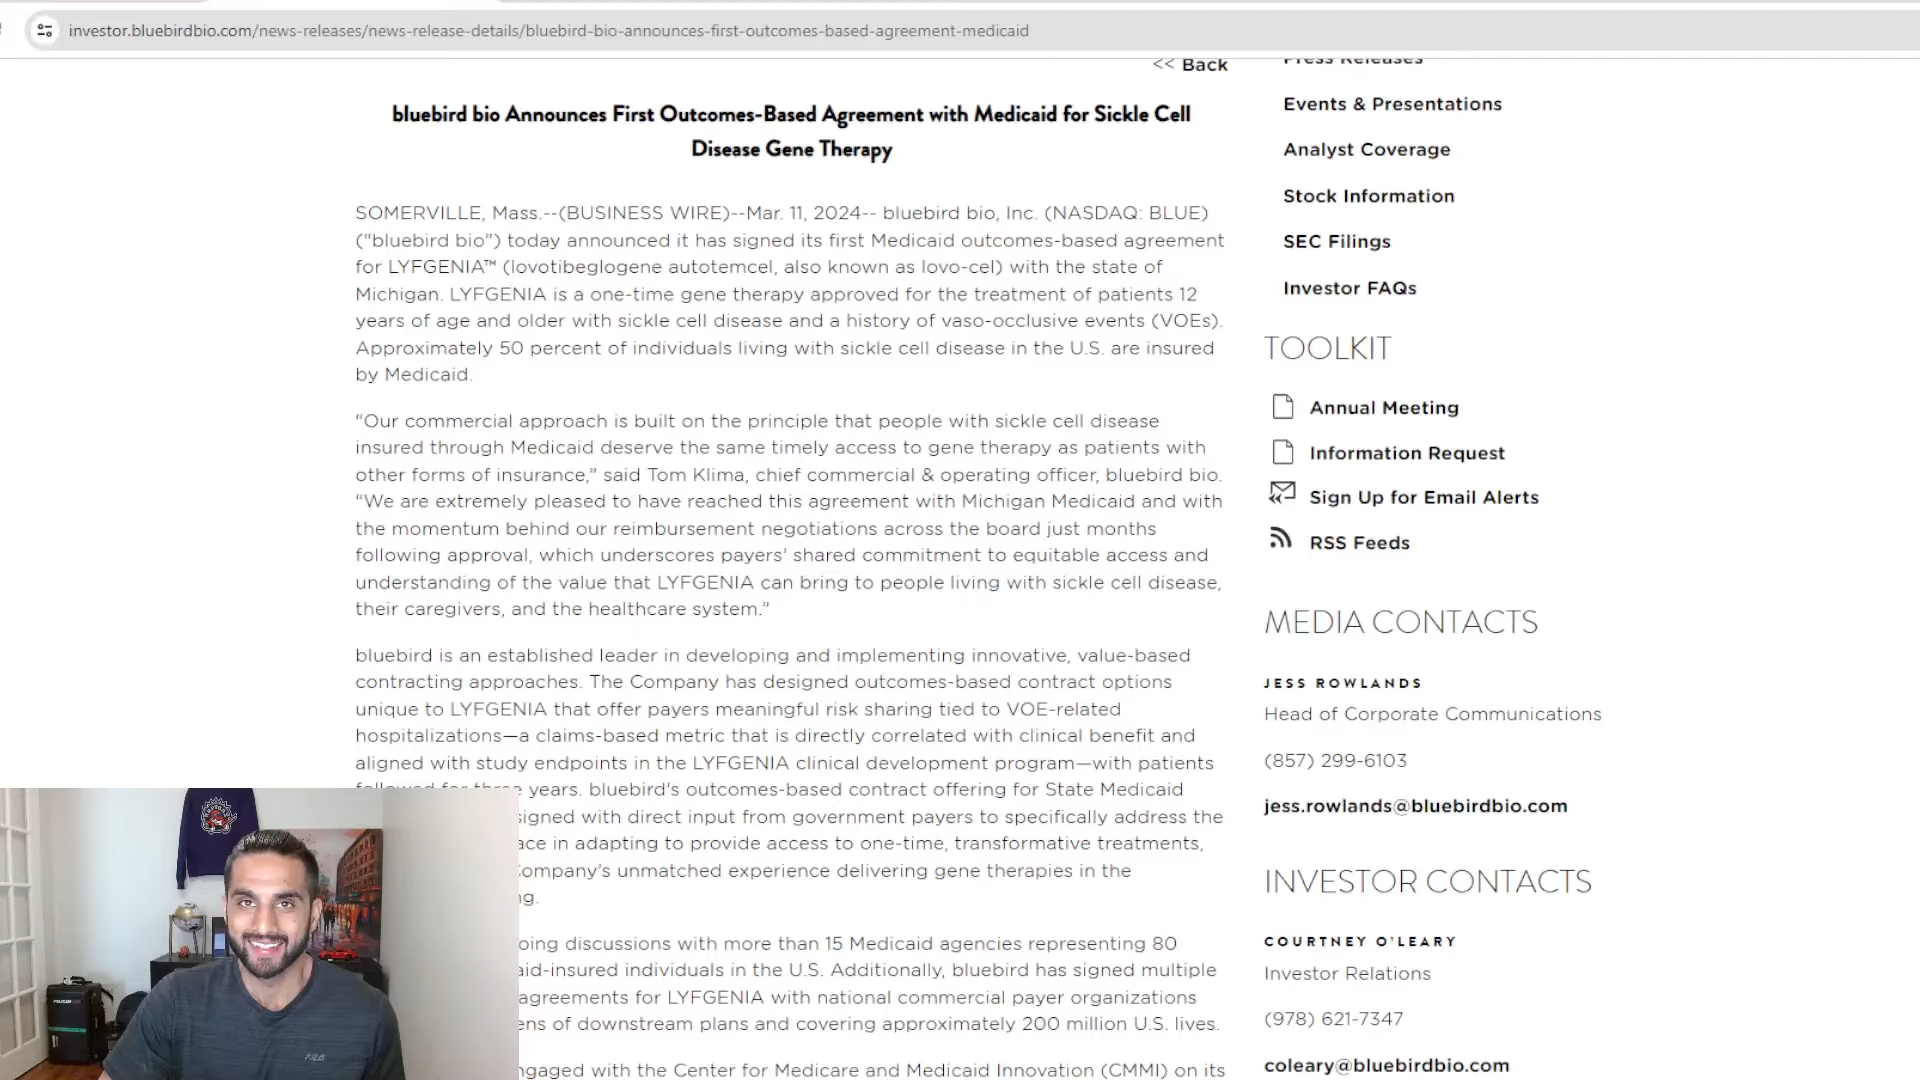 investor.bluebirdbio.com/news-releases/news-release-details/bluebird-bio-announces-first-outcomes-based-agreement-medicaid
<< Back
bluebird bio Announces First Outcomes-Based Agreement with Medicaid for Sickle Cell
Disease Gene Therapy
SOMERVILLE, Mass.--(BUSINESS WIRE)--Mar. 11, 2024-- bluebird bio, Inc. (NASDAQ: BLUE)
(“bluebird bio”) today announced it has signed its first Medicaid outcomes-based agreement
for LYFGENIA™ (lovotibeglogene autotemcel, also known as lovo-cel) with the state of
Michigan. LYFGENIA is a one-time gene therapy approved for the treatment of patients 12
years of age and older with sickle cell disease and a history of vaso-occlusive events (VOEs).
Approximately 50 percent of individuals living with sickle cell disease in the U.S. are insured
by Medicaid.
“Our commercial approach is built on the principle that people with sickle cell disease
insured through Medicaid deserve the same timely access to gene therapy as patients with
other forms of insurance,” said Tom Klima, chief commercial & operating officer, bluebird bio.
“We are extremely pleased to have reached this agreement with Michigan Medicaid and with
the momentum behind our reimbursement negotiations across the board just months
following approval, which underscores payers’ shared commitment to equitable access and
understanding of the value that LYFGENIA can bring to people living with sickle cell disease,
their caregivers, and the healthcare system.”
bluebird is an established leader in developing and implementing innovative, value-based
contracting approaches. The Company has designed outcomes-based contract options
unique to LYFGENIA that offer payers meaningful risk sharing tied to VOE-related
hospitalizations—a claims-based metric that is directly correlated with clinical benefit and
aligned with study endpoints in the LYFGENIA clinical development program—with patients
followed for three years. bluebird’s outcomes-based contract offering for State Medicaid
signed with direct input from government payers to specifically address the
ace in adapting to provide access to one-time, transformative treatments,
Company’s unmatched experience delivering gene therapies in the
g.
oing discussions with more than 15 Medicaid agencies representing 80
aid-insured individuals in the U.S. Additionally, bluebird has signed multiple
agreements for LYFGENIA with national commercial payer organizations
ens of downstream plans and covering approximately 200 million U.S. lives.
ngaged with the Center for Medicare and Medicaid Innovation (CMMI) on its
Press Releases
Events & Presentations
Analyst Coverage
Stock Information
SEC Filings
Investor FAQs
TOOLKIT
Annual Meeting
Information Request
Sign Up for Email Alerts
RSS Feeds
MEDIA CONTACTS
JESS ROWLANDS
Head of Corporate Communications
(857) 299-6103
jess.rowlands@bluebirdbio.com
INVESTOR CONTACTS
COURTNEY O’LEARY
Investor Relations
(978) 621-7347
coleary@bluebirdbio.com
FILA